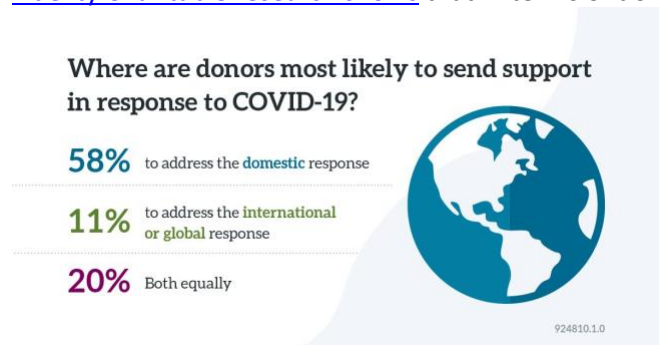 Where are donors most likely to send support
in response to COVID-19?
58% to address the domestic response
11% to address the international
or global response
20% Both equally
924810.1.0